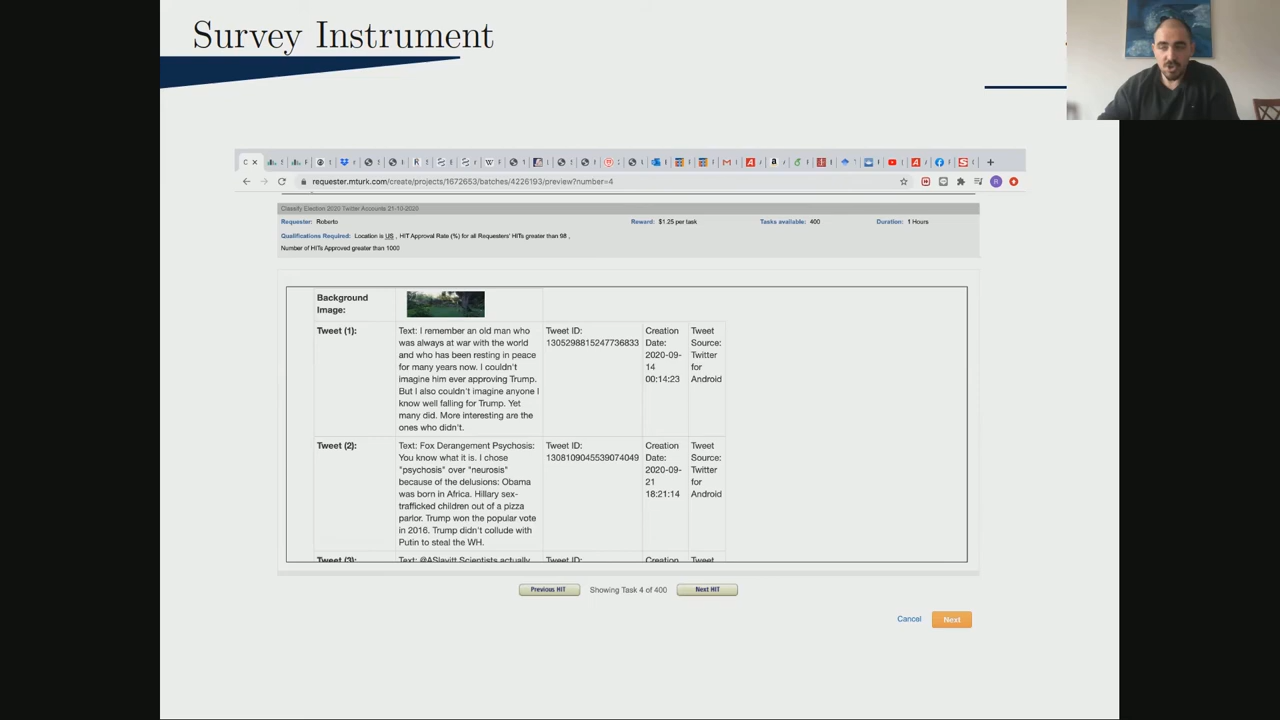 Survey Instrument
requester.mturk.com/create/projects/1672653/batches/4226193/preview?number=4
Classify Election 2020 Twitter Accounts 21-10-2020
Requester: Roberto
Reward: $1.25 per task
Tasks available: 400
Duration: 1 Hours
Qualifications Required: Location is US , HIT Approval Rate (%) for all Requesters' HITs greater than 98 ,
Number of HITs Approved greater than 1000
Background
Image:
Tweet (1):
Text: I remember an old man who
was always at war with the world
and who has been resting in peace
for many years now. I couldn't
imagine him ever approving Trump.
But I also couldn't imagine anyone I
know well falling for Trump. Yet
many did. More interesting are the
ones who didn't.
Tweet ID:
1305298815247736833
Creation
Date:
2020-09-
14
00:14:23
Tweet
Source:
Twitter
for
Android
Tweet (2):
Text: Fox Derangement Psychosis:
You know what it is. I chose
"psychosis" over "neurosis"
because of the delusions: Obama
was born in Africa. Hillary sex-
trafficked children out of a pizza
parlor. Trump won the popular vote
in 2016. Trump didn't collude with
Putin to steal the WH.
Tweet ID:
1308109045539074049
Creation
Date:
2020-09-
21
18:21:14
Tweet
Source:
Twitter
for
Android
Tweet (3):
Text: @ASlavitt Scientists actually
Tweet ID:
Creation
Tweet
Previous HIT
Showing Task 4 of 400
Next HIT
Cancel
Next